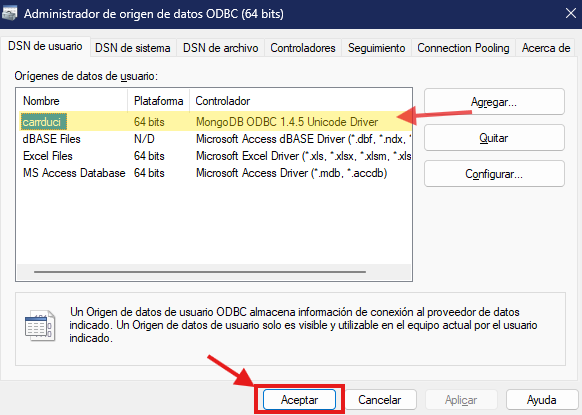 Administrador de origen de datos ODBC (64 bits)
DSN de usuario DSN de sistema DSN de archivo Controladores Seguimiento Connection Pooling Acerca de
Orígenes de datos de usuario:
Nombre Plataforma Controlador
carrduci 64 bits MongoDB ODBC 1.4.5 Unicode Driver
dBASE Files N/D Microsoft Access dBASE Driver (*.dbf, *.ndx, *
Excel Files 64 bits Microsoft Excel Driver (*.xls, *.xlsx, *.xlsm, *.xls
MS Access Database 64 bits Microsoft Access Driver (*.mdb, *.accdb)
Agregar...
Quitar
Configurar...
Un Origen de datos de usuario ODBC almacena información de conexión al proveedor de datos
indicado. Un Origen de datos de usuario solo es visible y utilizable en el equipo actual por el usuario
indicado.
Aceptar Cancelar Aplicar Ayuda